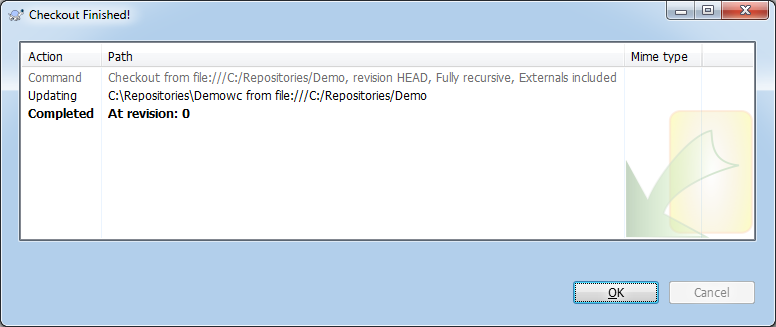 Checkout Finished!
Action Path Mime type
Command Checkout from file:///C:/Repositories/Demo, revision HEAD, Fully recursive, Externals included
Updating C:\Repositories\Demowc from file:///C:/Repositories/Demo
Completed At revision: 0
OK Cancel